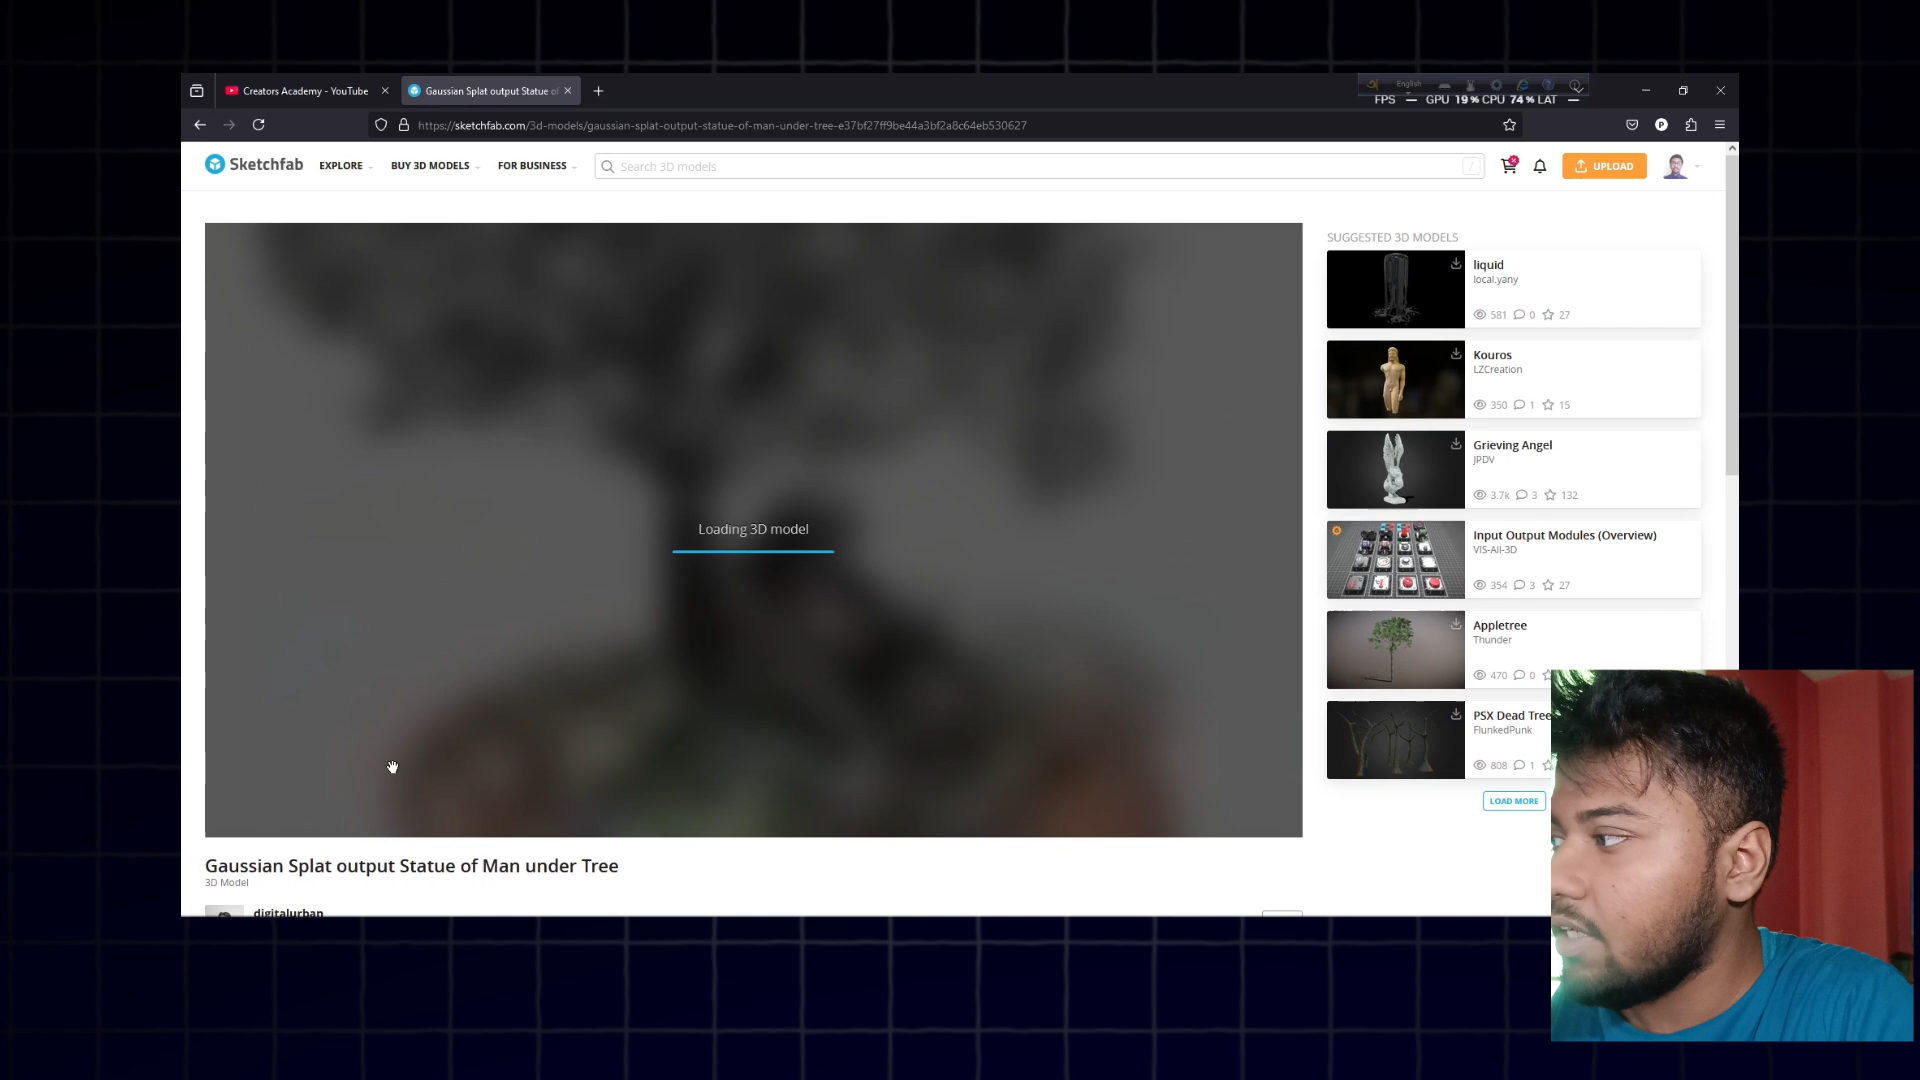 Creators Academy - YouTube
Gaussian Splat output Statue of
English
FPS — GPU 19 % CPU 74 % LAT —
https://sketchfab.com/3d-models/gaussian-splat-output-statue-of-man-under-tree-e37bf27ff9be44a3bf2a8c64eb530627
P
Sketchfab
EXPLORE
BUY 3D MODELS
FOR BUSINESS
Search 3D models
/
UPLOAD
Loading 3D model
Gaussian Splat output Statue of Man under Tree
3D Model
digitalurban
SUGGESTED 3D MODELS
liquid
local.yany
581 0 27
Kouros
LZCreation
350 1 15
Grieving Angel
JPDV
3.7k 3 132
Input Output Modules (Overview)
VIS-All-3D
354 3 27
Appletree
Thunder
470 0
PSX Dead Tree
FlunkedPunk
808 1
LOAD MORE